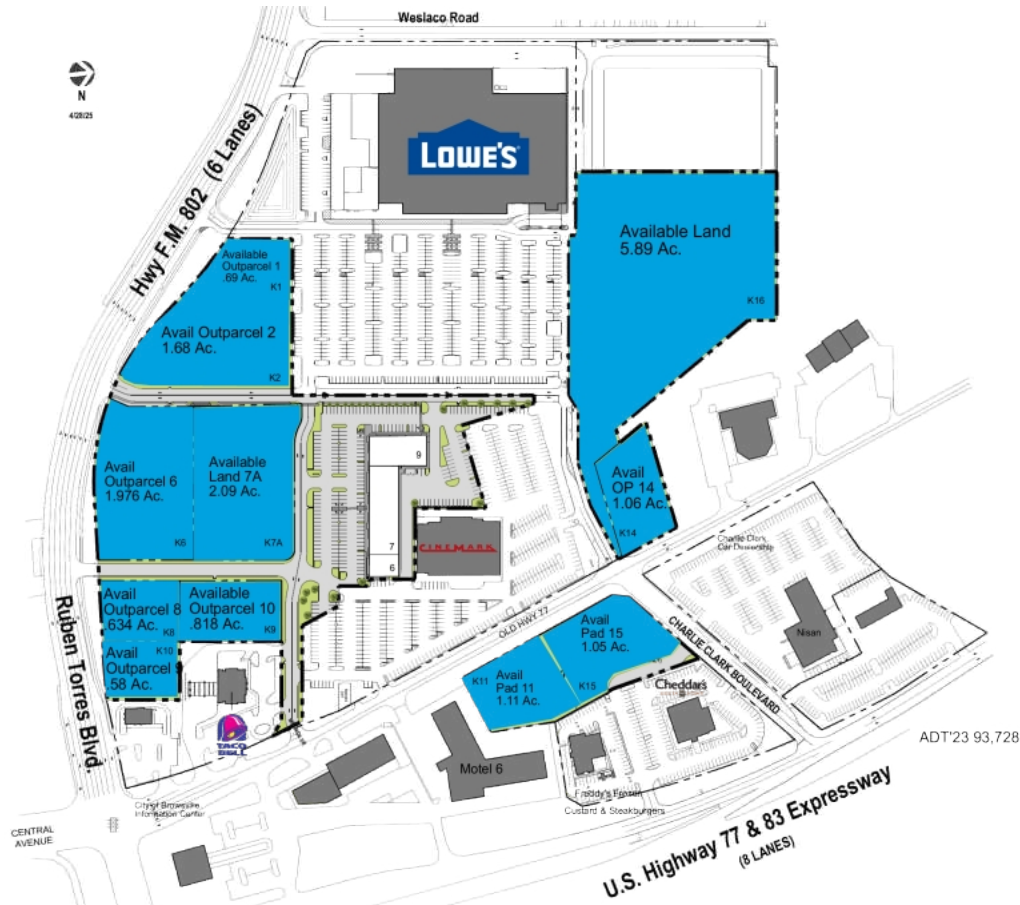 Weslaco Road
N
4/28/25
Hwy F.M. 802 (6 Lanes)
LOWE'S
Available
Outparcel 1
.69 Ac.
K1
Avail Outparcel 2
1.68 Ac.
K2
Available Land
5.89 Ac.
K16
Avail
Outparcel 6
1.976 Ac.
K6
Available
Land 7A
2.09 Ac.
K7A
9
7
6
CINEMARK
Avail
OP 14
1.06 Ac.
K14
Charlie Clark
Car Dealership
Avail
Outparcel 8
.634 Ac.
K8
Available
Outparcel 10
.818 Ac.
K9
K10
Avail
Outparcel
.58 Ac.
Ruben Torres Blvd.
TACO
BELL
OLD HWY 77
Avail
Pad 15
1.05 Ac.
K15
K11
Avail
Pad 11
1.11 Ac.
CHARLIE CLARK BOULEVARD
Nisan
Cheddar's
Motel 6
Freddy's Frozen
Custard & Steakburgers
ADT'23 93,728
City of Brownsville
Information Center
CENTRAL
AVENUE
U.S. Highway 77 & 83 Expressway
(8 LANES)